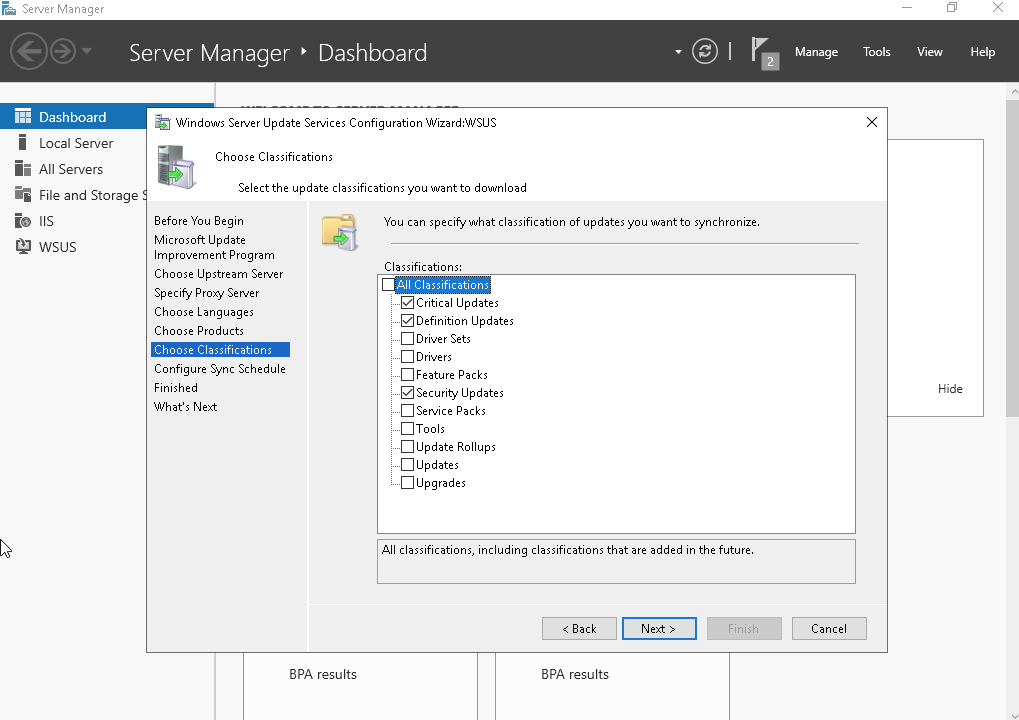 Server Manager
Server Manager ‣ Dashboard
2
Manage
Tools
View
Help
Dashboard
Local Server
All Servers
File and Storage S
IIS
WSUS
WELCOME TO SERVER MANAGER
Windows Server Update Services Configuration Wizard:WSUS
Choose Classifications
Select the update classifications you want to download
Before You Begin
Microsoft Update
Improvement Program
Choose Upstream Server
Specify Proxy Server
Choose Languages
Choose Products
Choose Classifications
Configure Sync Schedule
Finished
What's Next
You can specify what classification of updates you want to synchronize.
Classifications:
All Classifications
Critical Updates
Definition Updates
Driver Sets
Drivers
Feature Packs
Security Updates
Service Packs
Tools
Update Rollups
Updates
Upgrades
All classifications, including classifications that are added in the future.
< Back
Next >
Finish
Cancel
Hide
BPA results
BPA results